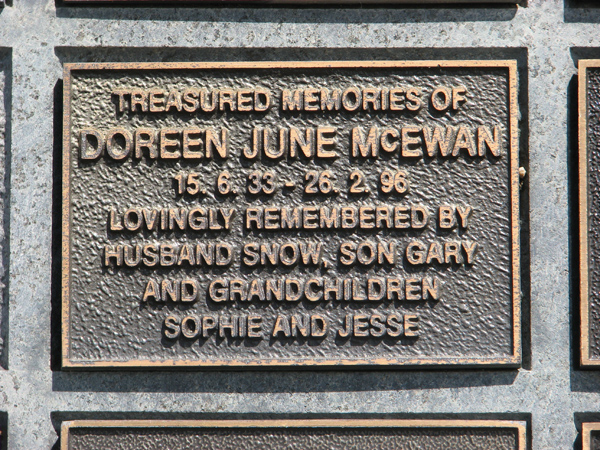 TREASURED MEMORIES OF
DOREEN JUNE McEWAN
15. 6. 33 - 26. 2. 96
LOVINGLY REMEMBERED BY
HUSBAND SNOW, SON GARY
AND GRANDCHILDREN
SOPHIE AND JESSE